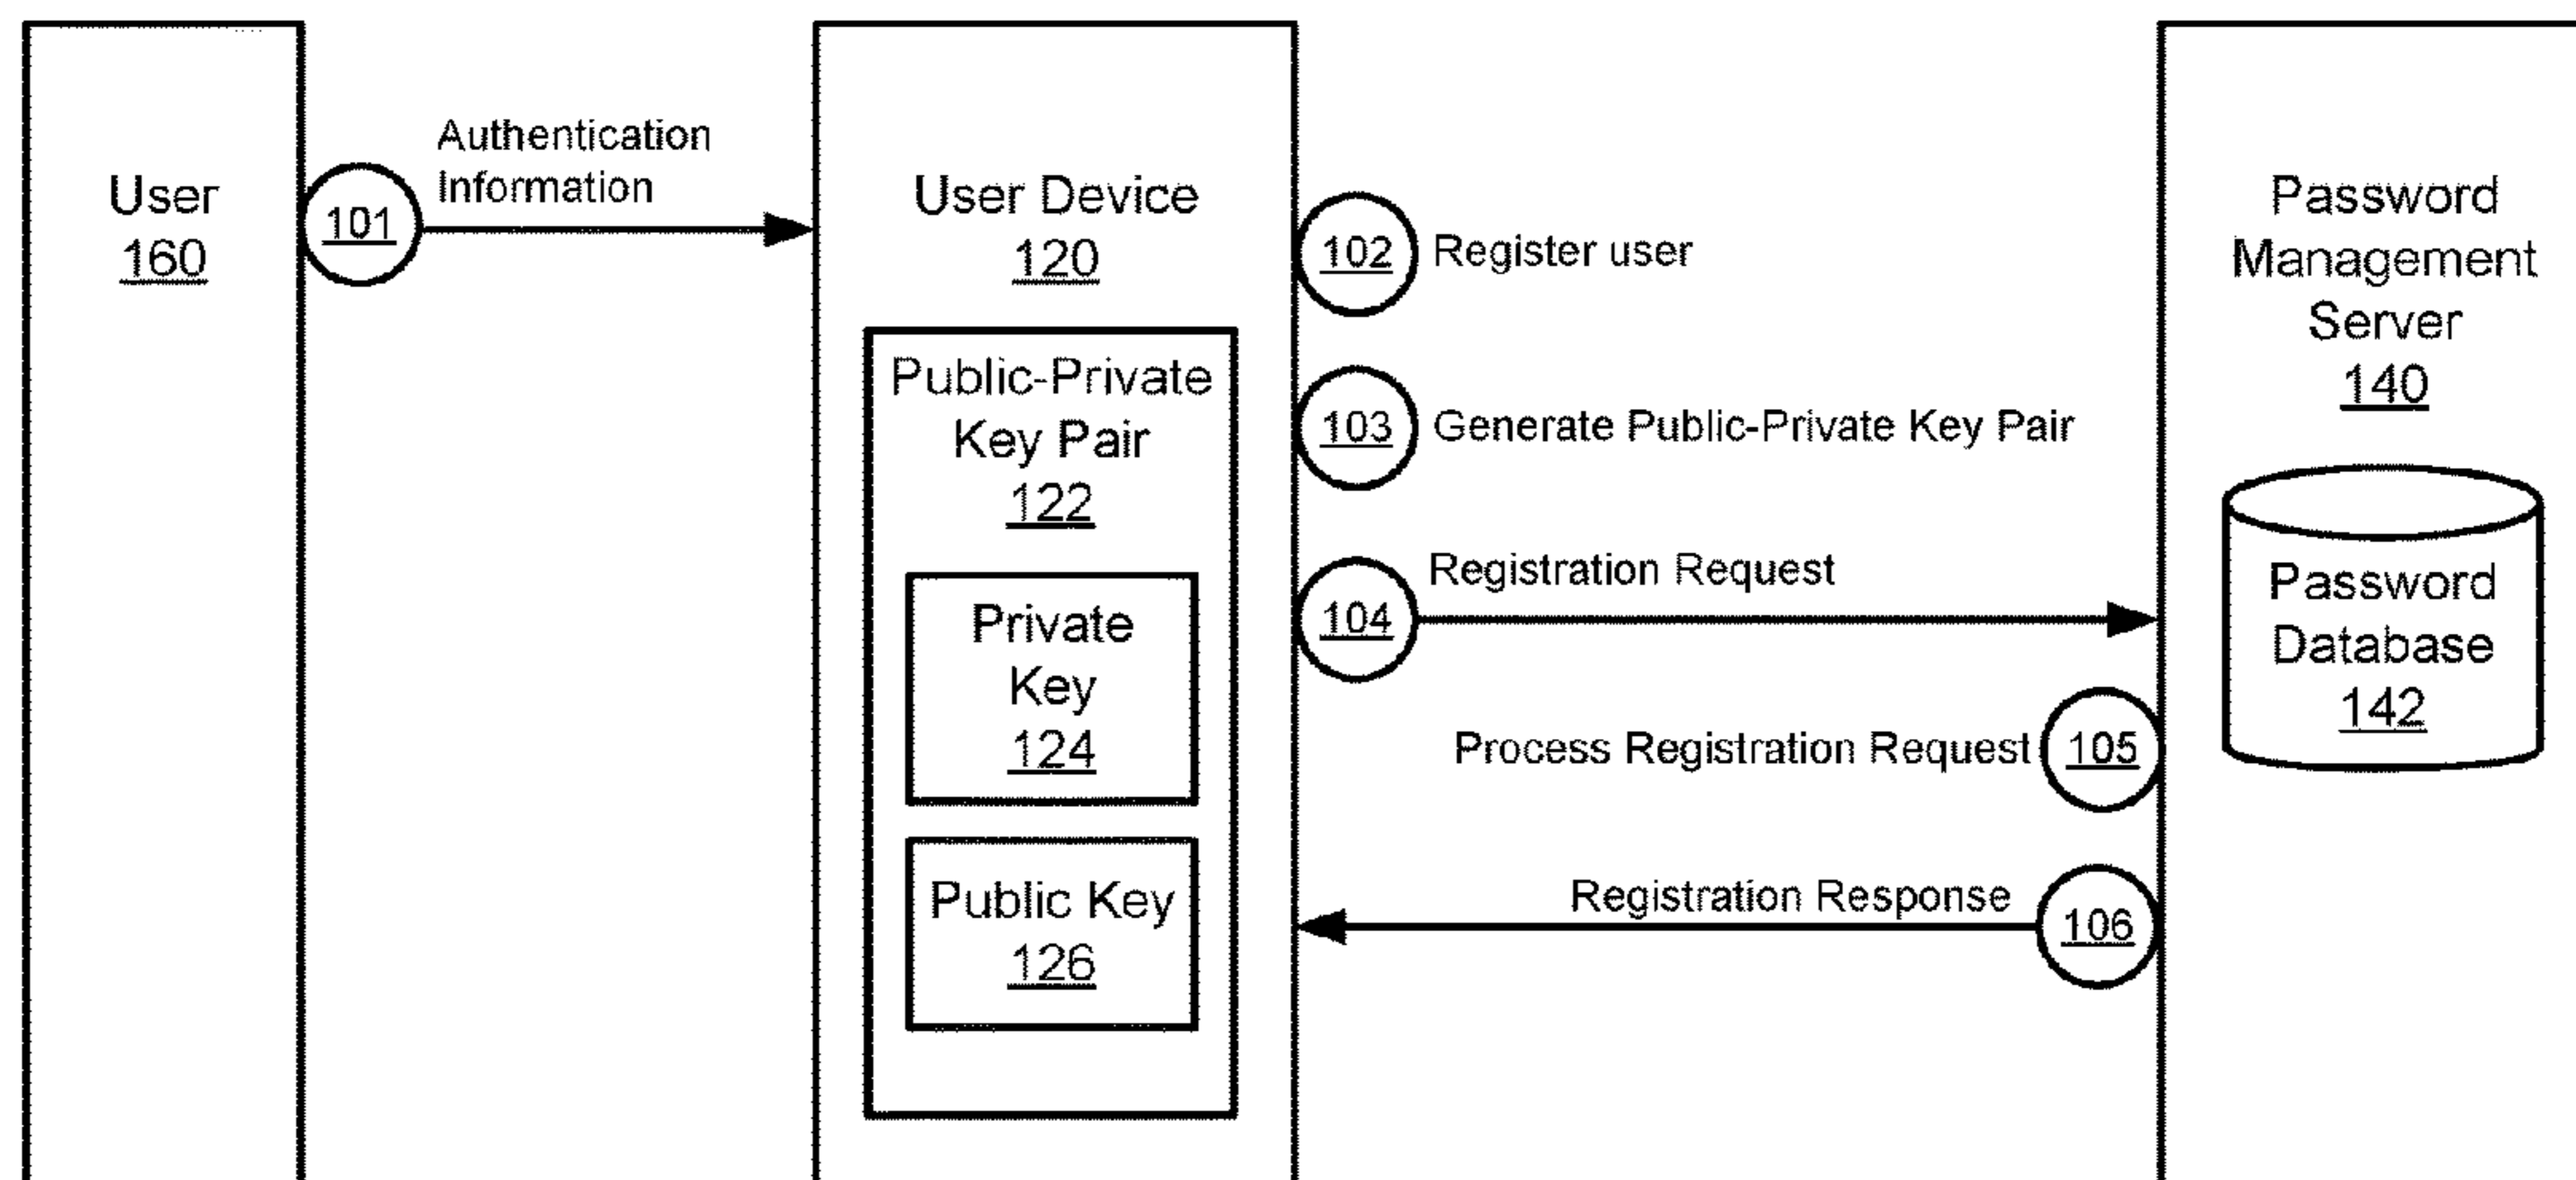 User
160
101
Authentication
Information
User Device
120
Public-Private
Key Pair
122
Private
Key
124
Public Key
126
102
Register user
103
Generate Public-Private Key Pair
104
Registration Request
Process Registration Request
105
Registration Response
106
Password
Management
Server
140
Password
Database
142